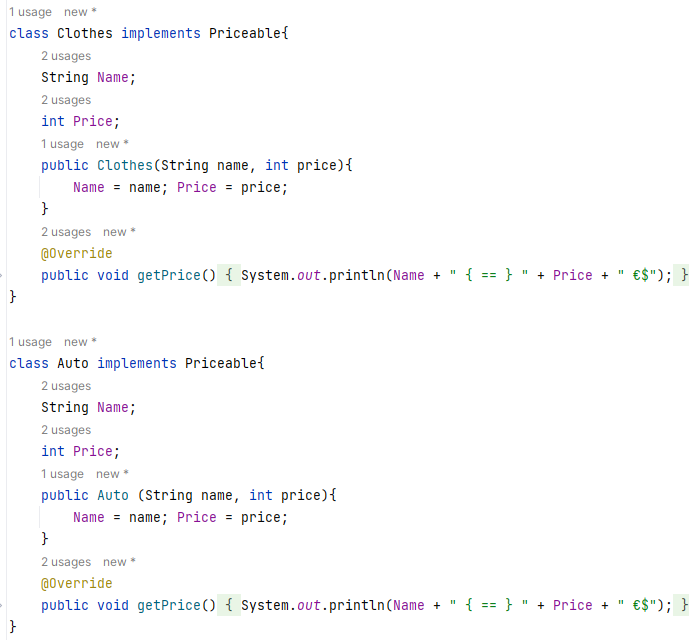 1 usage   new *
class Clothes implements Priceable{
    2 usages
    String Name;
    2 usages
    int Price;
    1 usage   new *
    public Clothes(String name, int price){
        Name = name; Price = price;
    }
    2 usages   new *
    @Override
    public void getPrice() { System.out.println(Name + " { == } " + Price + " €$"); }
}
1 usage   new *
class Auto implements Priceable{
    2 usages
    String Name;
    2 usages
    int Price;
    1 usage   new *
    public Auto (String name, int price){
        Name = name; Price = price;
    }
    2 usages   new *
    @Override
    public void getPrice() { System.out.println(Name + " { == } " + Price + " €$"); }
}